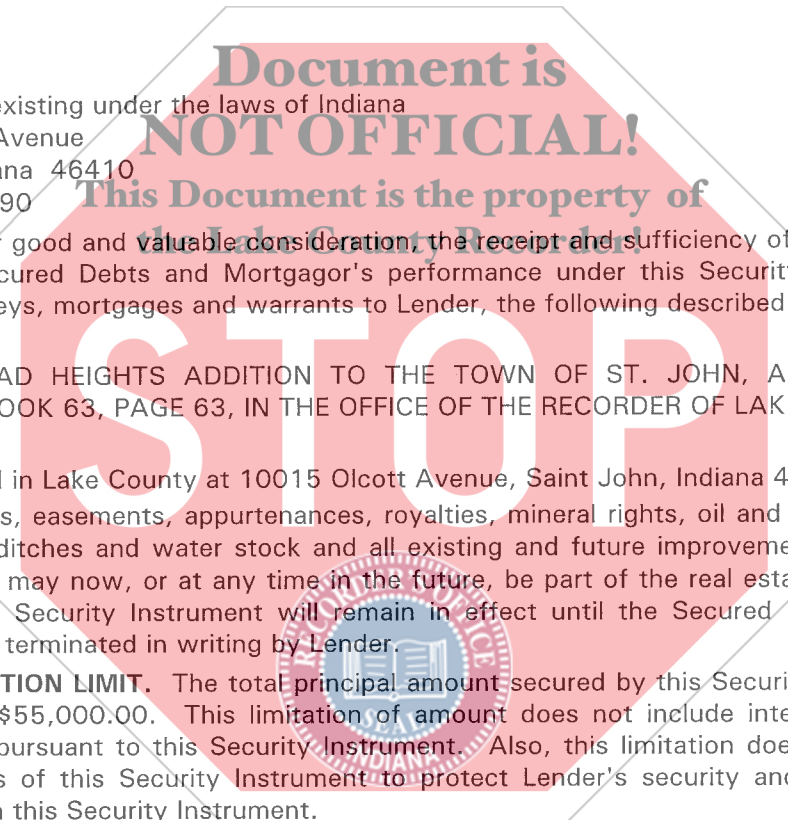 Document is
existing under the laws of Indiana
Avenue
NOT OFFICIAL!
ana 46410
This Document is the property of
90
good and valuable consideration, the receipt and sufficiency of
the Lake County Recorder!
cured Debts and Mortgagor's performance under this Securit
eys, mortgages and warrants to Lender, the following described
STOP
AD HEIGHTS ADDITION TO THE TOWN OF ST. JOHN, A
OOK 63, PAGE 63, IN THE OFFICE OF THE RECORDER OF LAK
in Lake County at 10015 Olcott Avenue, Saint John, Indiana 4
s, easements, appurtenances, royalties, mineral rights, oil and
ditches and water stock and all existing and future improveme
may now, or at any time in the future, be part of the real esta
Security Instrument will remain in effect until the Secured
terminated in writing by Lender.
RECORDER'S OFFICE
SEAL
INDIANA
TION LIMIT. The total principal amount secured by this Securi
$55,000.00. This limitation of amount does not include inte
pursuant to this Security Instrument. Also, this limitation doe
s of this Security Instrument to protect Lender's security and
this Security Instrument.